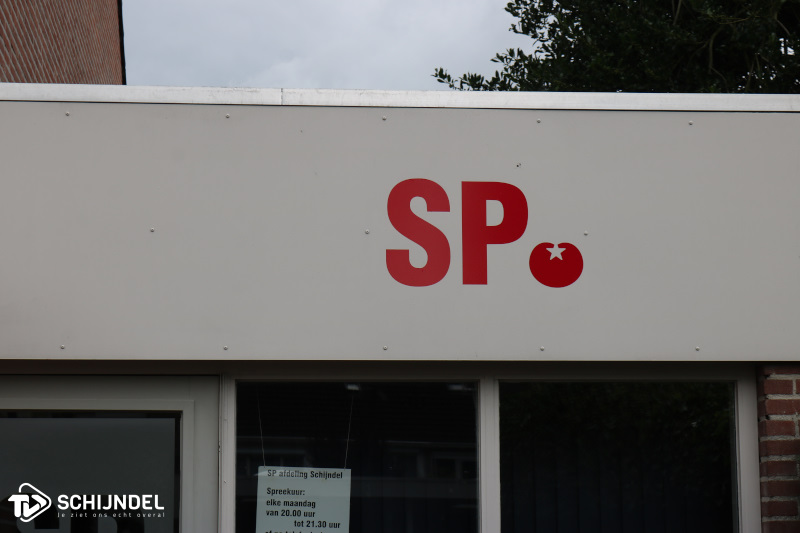 SP
SP afdeling Schijndel
Spreekuur:
elke maandag
van 20.00 uur
tot 21.30 uur
TV SCHIJNDEL
je ziet ons echt overal